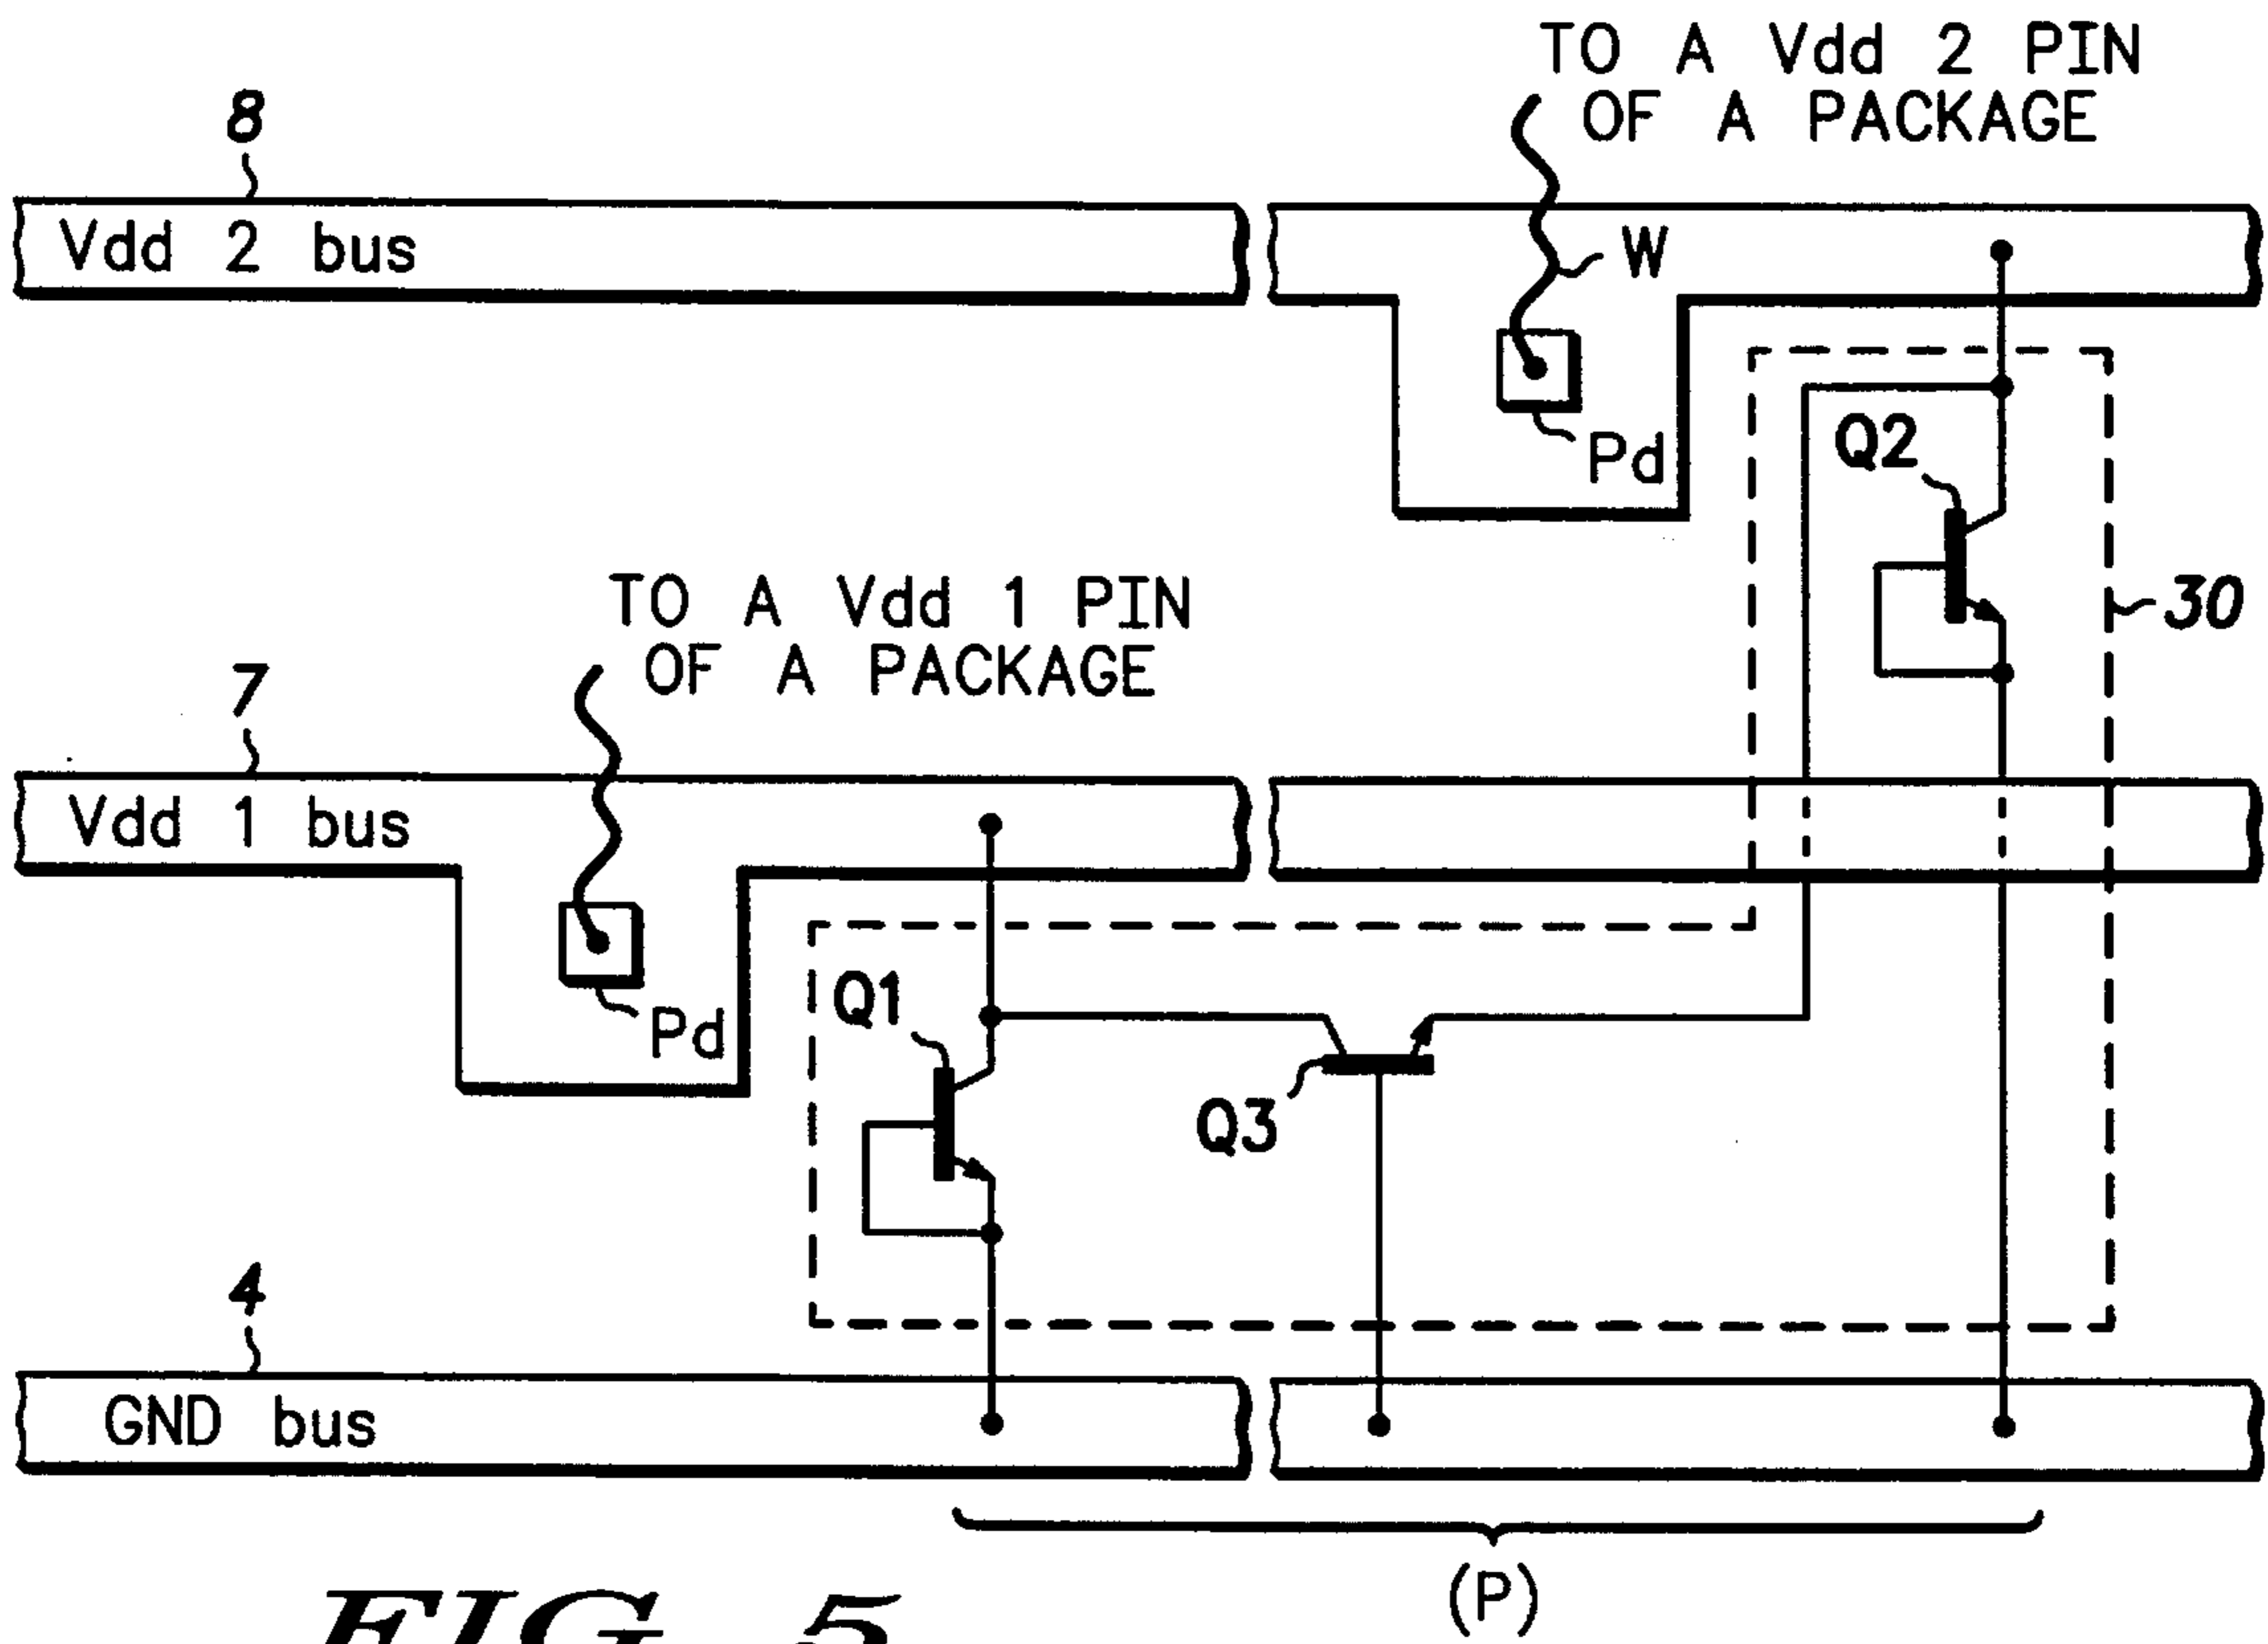 TO A Vdd 2 PIN
OF A PACKAGE
8
Vdd 2 bus
W
Pd
Q2
30
TO A Vdd 1 PIN
OF A PACKAGE
7
Vdd 1 bus
Pd
Q1
Q3
4
GND bus
(P)
FIG. 5